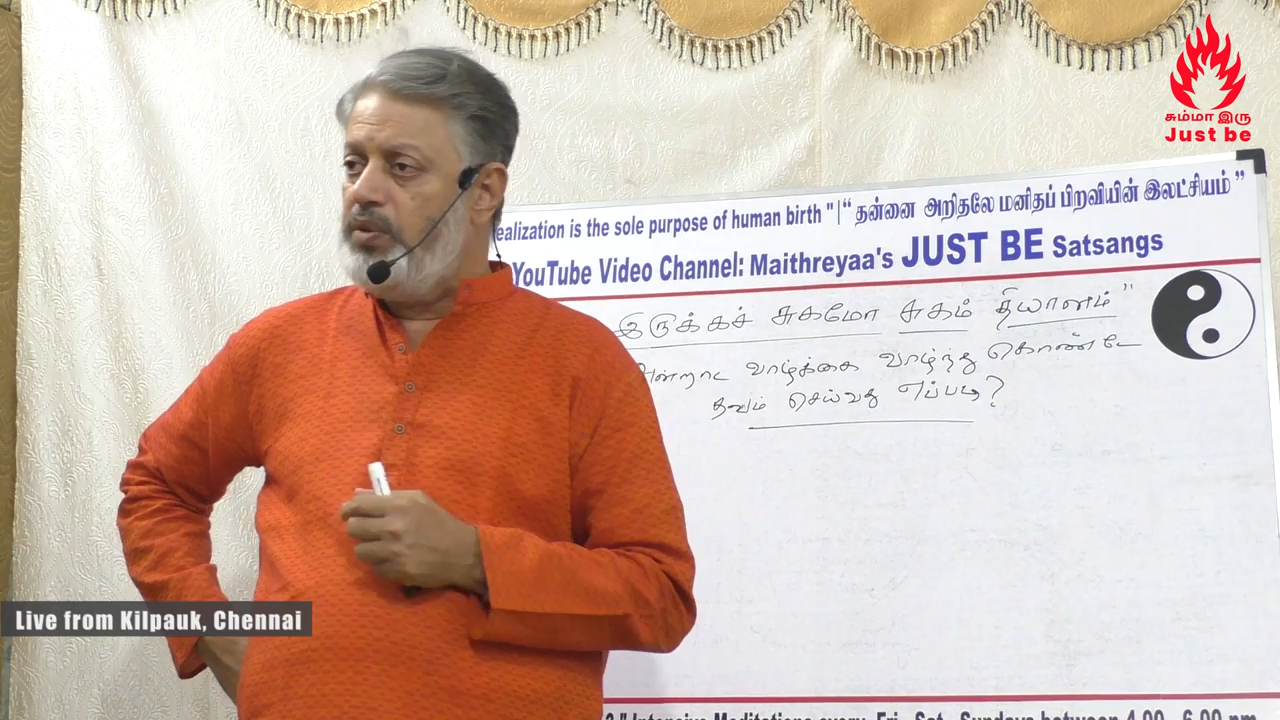 சும்மா இரு
Just be
ealization is the sole purpose of human birth " | “ தன்னை அறிதலே மனிதப் பிறவியின் இலட்சியம் ”
YouTube Video Channel: Maithreyaa's JUST BE Satsangs
இருக்கச் சுகமோ சுகம் தியானம் "
அன்றாட வாழ்க்கை வாழ்ந்து கொண்டே
தவம் செய்வது எப்படி?
Live from Kilpauk, Chennai
" Intensive Meditations every Fri, Sat, Sundays between 4.00 - 6.00 pm